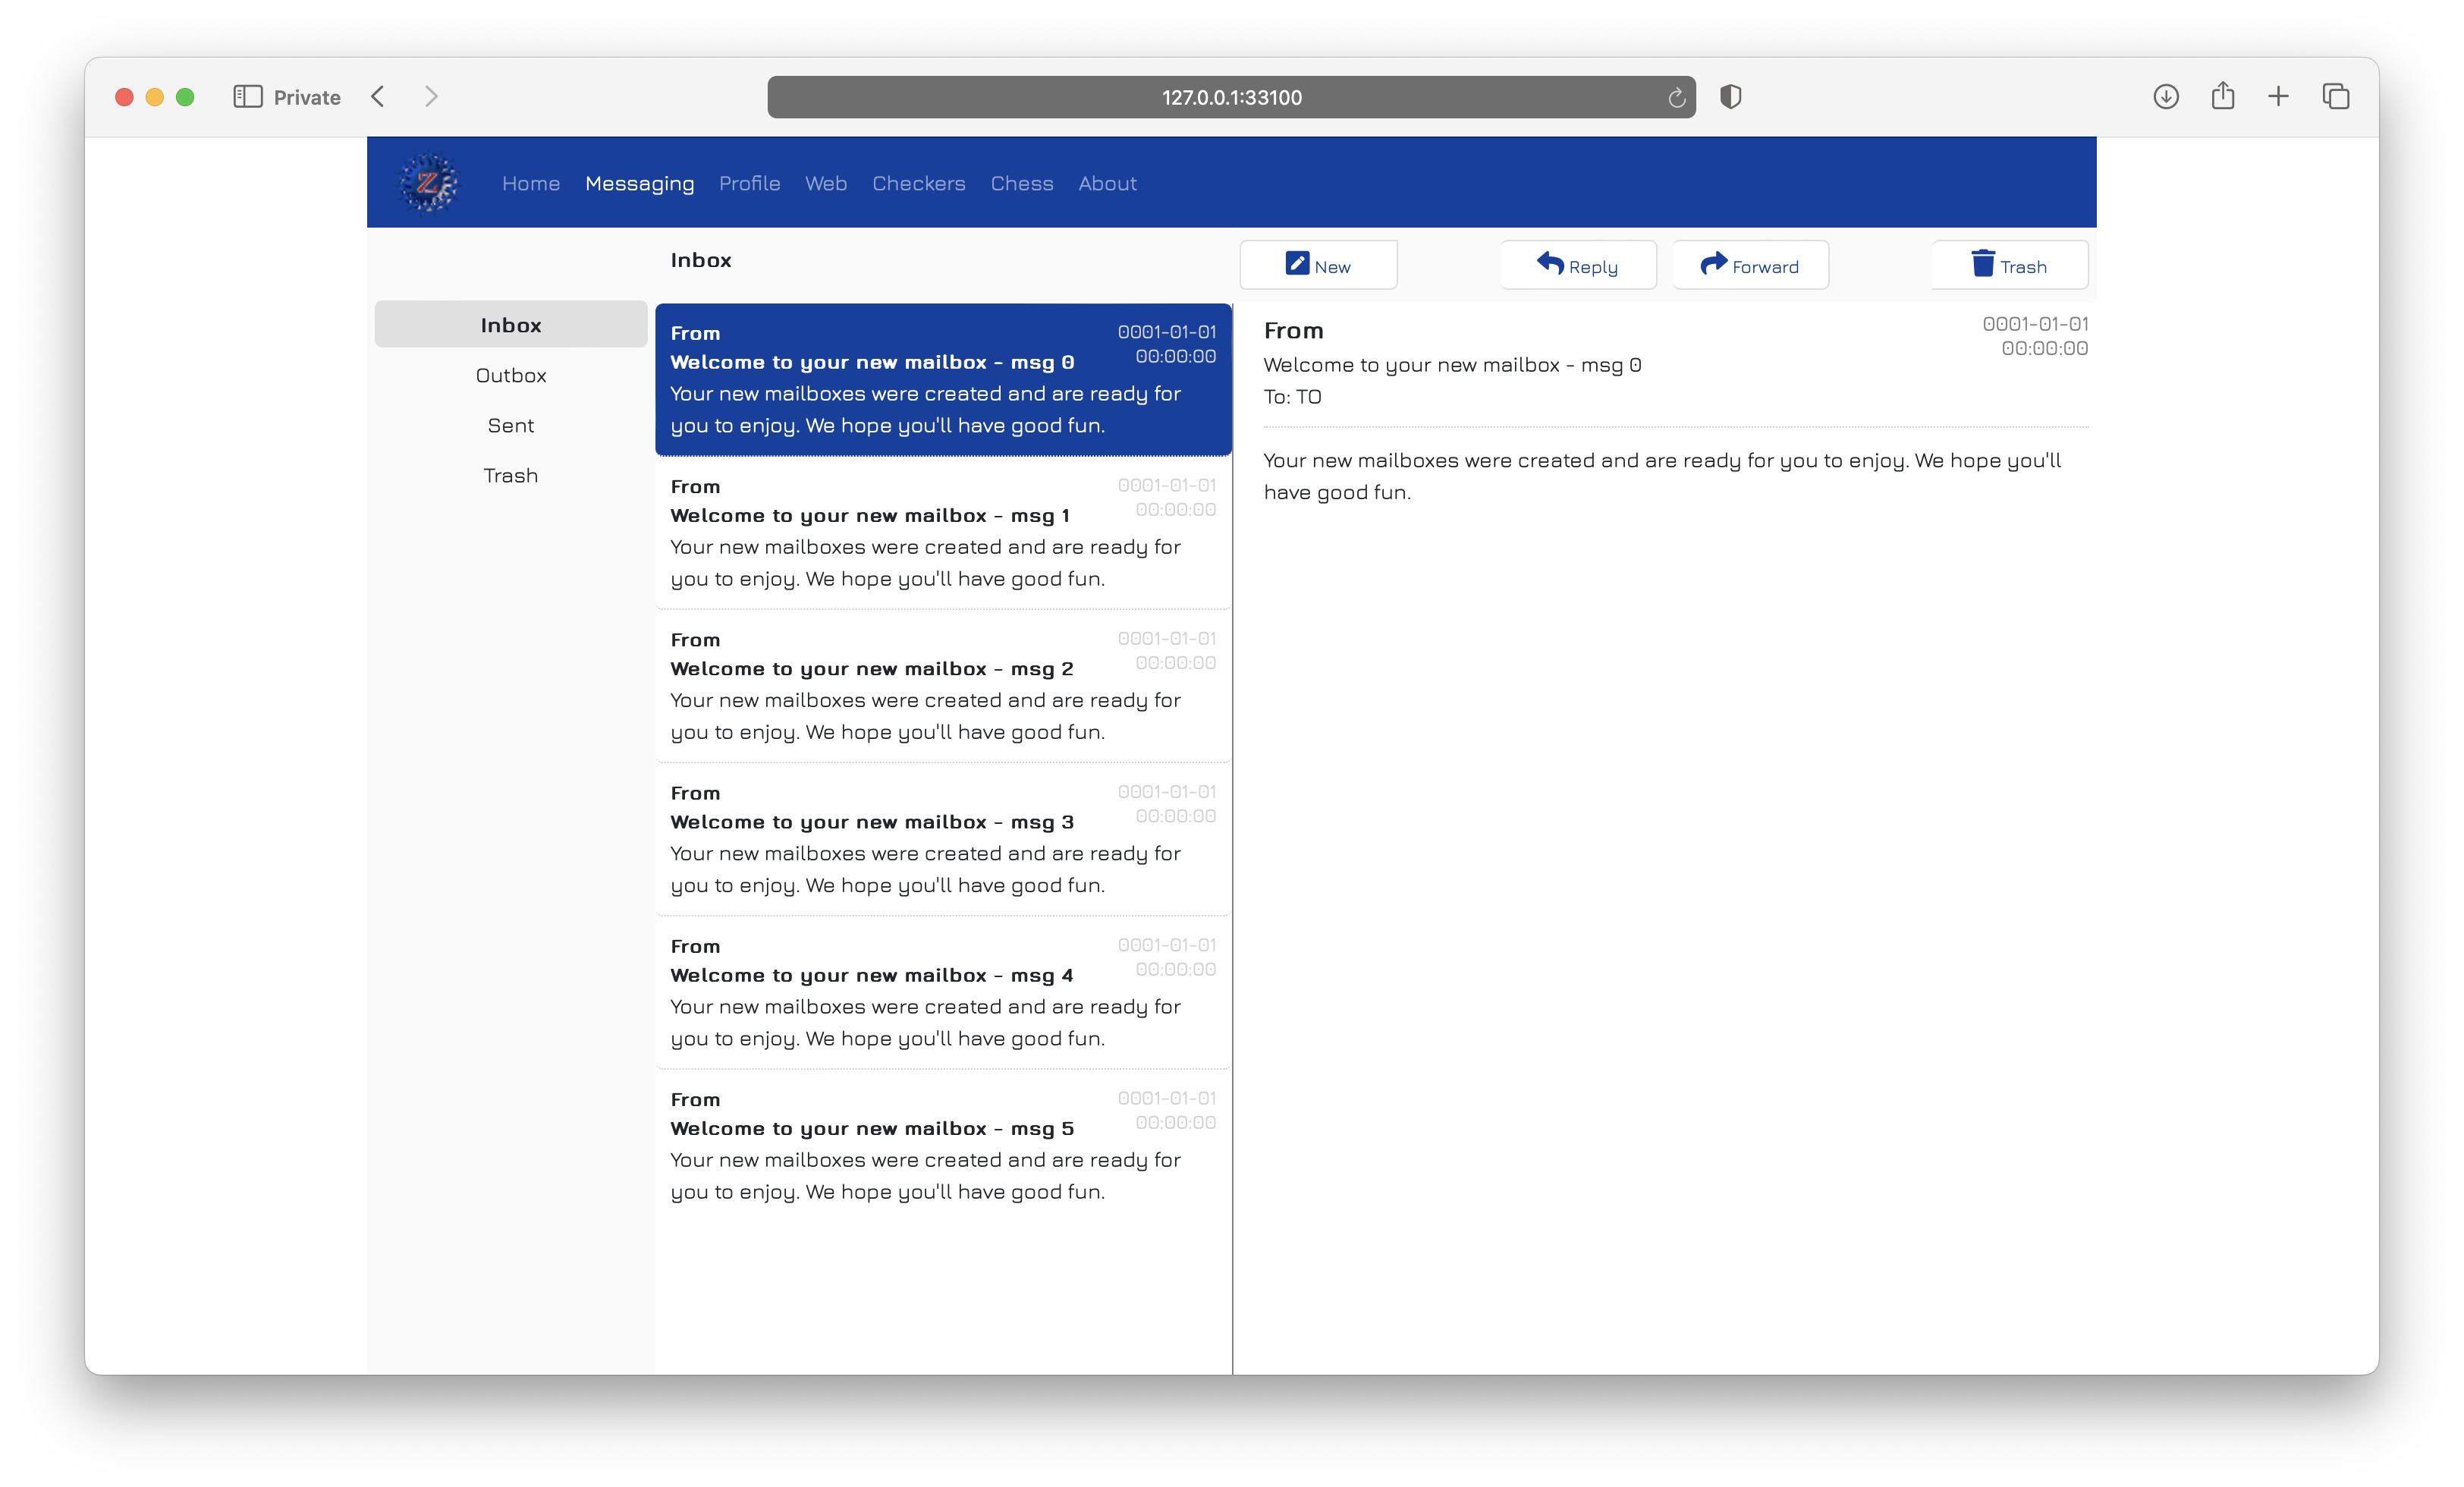 Private
127.0.0.1:33100
Z
Home Messaging Profile Web Checkers Chess About
Inbox
New
Reply
Forward
Trash
Inbox
Outbox
Sent
Trash
From
0001-01-01
00:00:00
Welcome to your new mailbox - msg 0
Your new mailboxes were created and are ready for
you to enjoy. We hope you'll have good fun.
From
0001-01-01
00:00:00
Welcome to your new mailbox - msg 1
Your new mailboxes were created and are ready for
you to enjoy. We hope you'll have good fun.
From
0001-01-01
00:00:00
Welcome to your new mailbox - msg 2
Your new mailboxes were created and are ready for
you to enjoy. We hope you'll have good fun.
From
0001-01-01
00:00:00
Welcome to your new mailbox - msg 3
Your new mailboxes were created and are ready for
you to enjoy. We hope you'll have good fun.
From
0001-01-01
00:00:00
Welcome to your new mailbox - msg 4
Your new mailboxes were created and are ready for
you to enjoy. We hope you'll have good fun.
From
0001-01-01
00:00:00
Welcome to your new mailbox - msg 5
Your new mailboxes were created and are ready for
you to enjoy. We hope you'll have good fun.
From
0001-01-01
00:00:00
Welcome to your new mailbox - msg 0
To: TO
Your new mailboxes were created and are ready for you to enjoy. We hope you'll
have good fun.